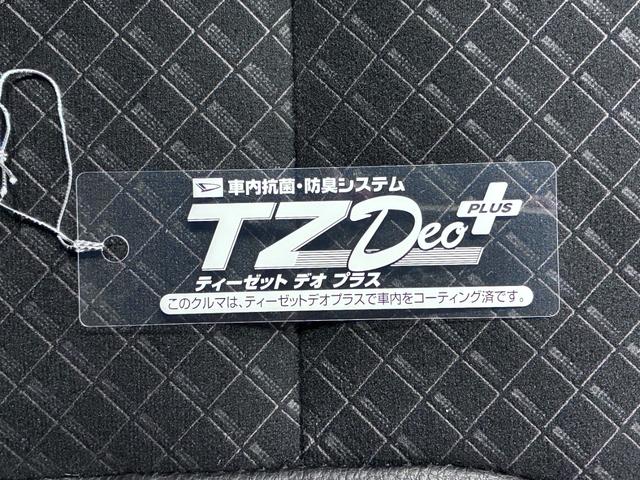 車内抗菌・防臭システム
TZ Deo PLUS
ティーゼット デオ プラス
このクルマは、ティーゼットデオプラスで車内をコーティング済です。